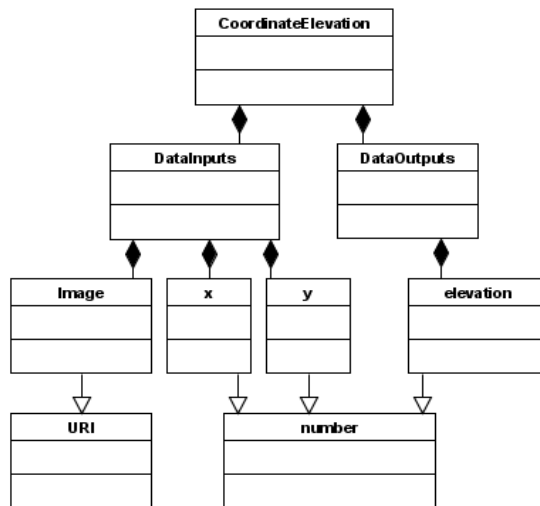 CoordinateElevation
DataInputs
DataOutputs
Image
x
y
elevation
URI
number